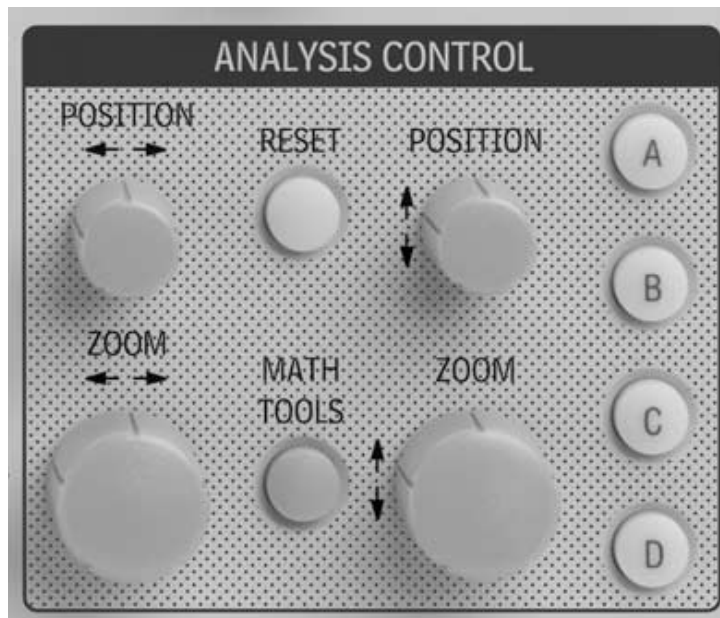 ANALYSIS CONTROL
POSITION
RESET
POSITION
A
B
ZOOM
MATH
TOOLS
ZOOM
C
D